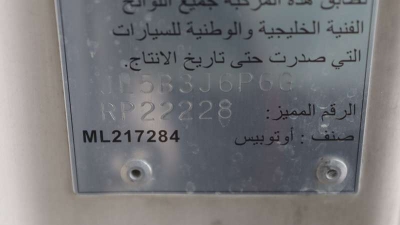 تطابق هذه المركبة جميع اللوائح
الفنية الخليجية والوطنية للسيارات
التي صدرت حتى تاريخ الانتاج.
الرقم المميز: RP22228
صنف : أوتوبيس ML217284